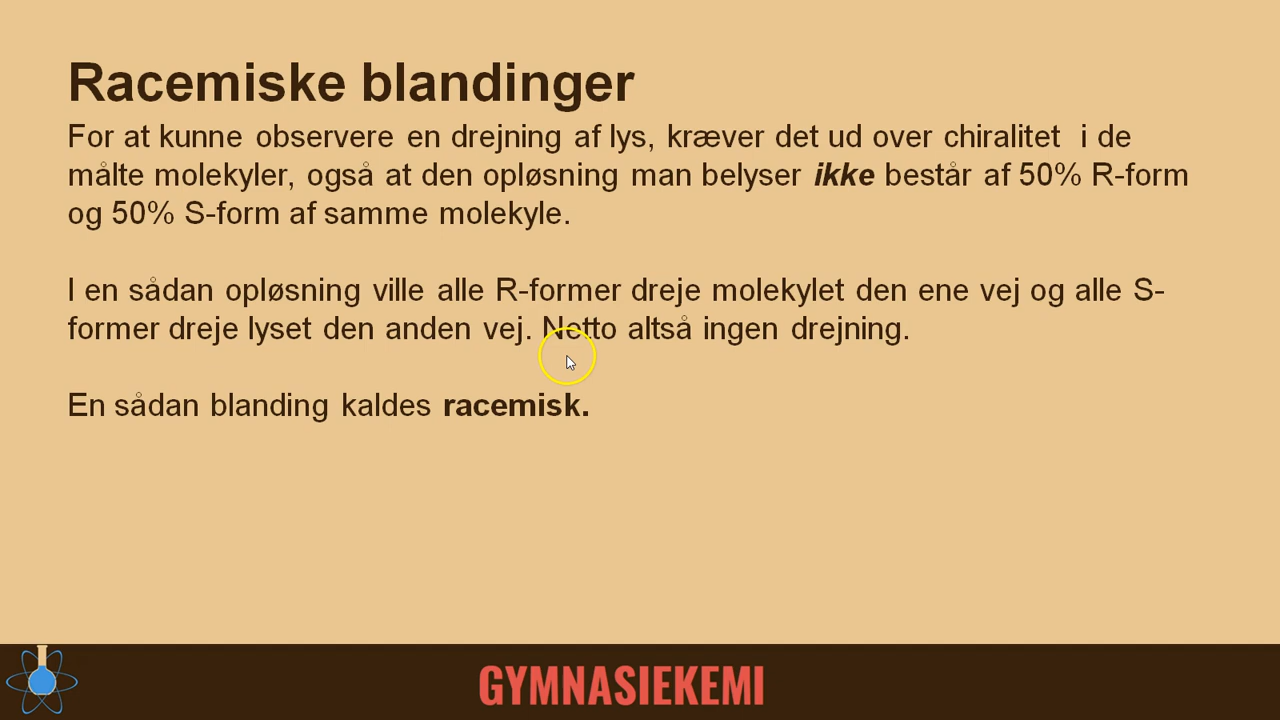 Racemiske blandinger
For at kunne observere en drejning af lys, kræver det ud over chiralitet i de
målte molekyler, også at den opløsning man belyser ikke består af 50% R-form
og 50% S-form af samme molekyle.
I en sådan opløsning ville alle R-former dreje molekylet den ene vej og alle S-
former dreje lyset den anden vej. Netto altså ingen drejning.
En sådan blanding kaldes racemisk.
GYMNASIEKEMI